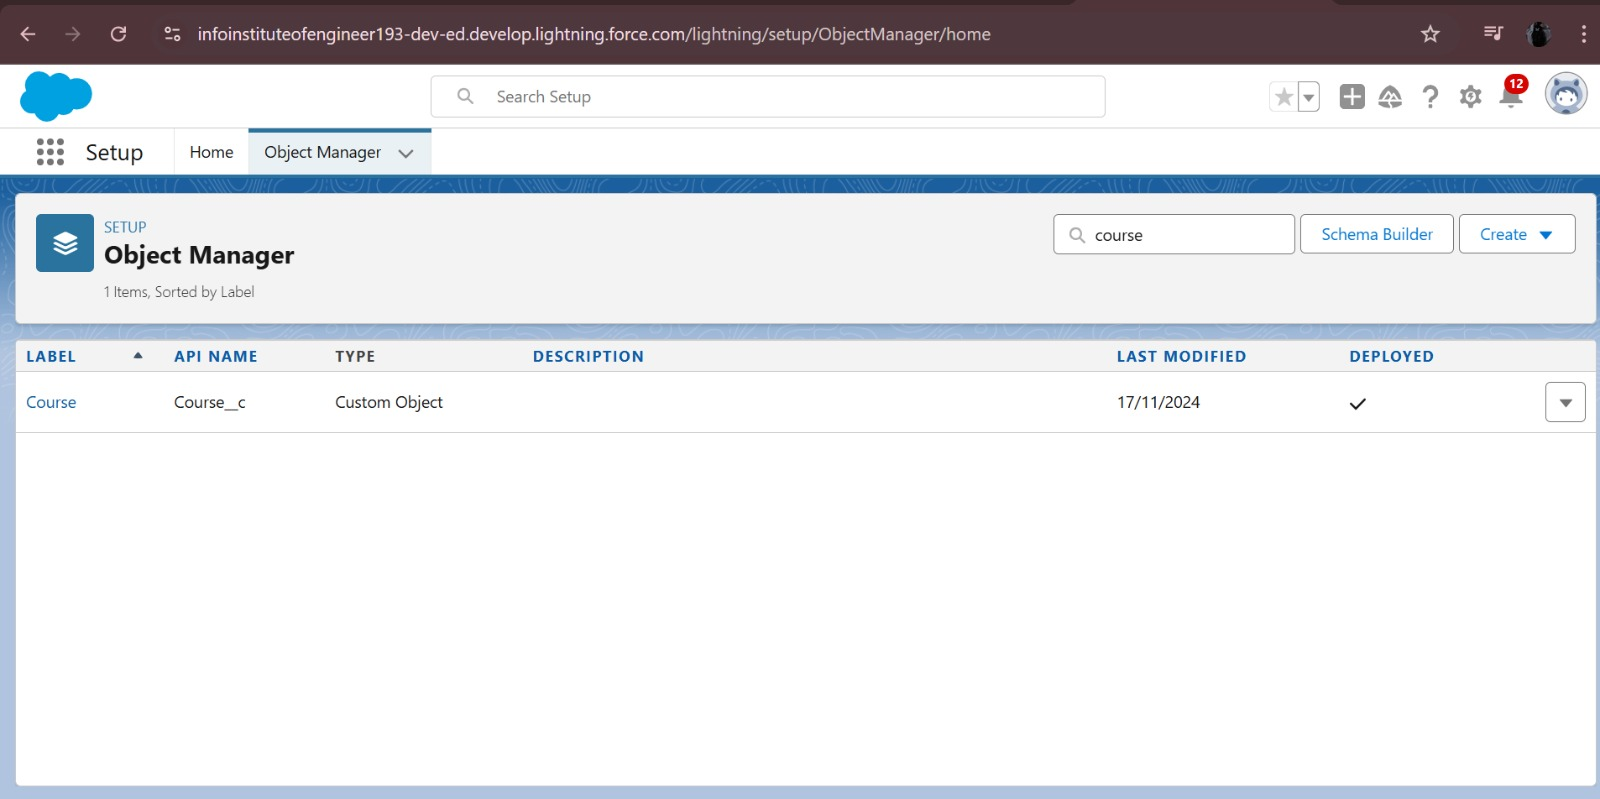 infoinstituteofengineer193-dev-ed.develop.lightning.force.com/lightning/setup/ObjectManager/home
Search Setup
12
Setup
Home
Object Manager
SETUP
Object Manager
1 Items, Sorted by Label
course
Schema Builder
Create
LABEL API NAME TYPE DESCRIPTION LAST MODIFIED DEPLOYED
Course Course__c Custom Object 17/11/2024